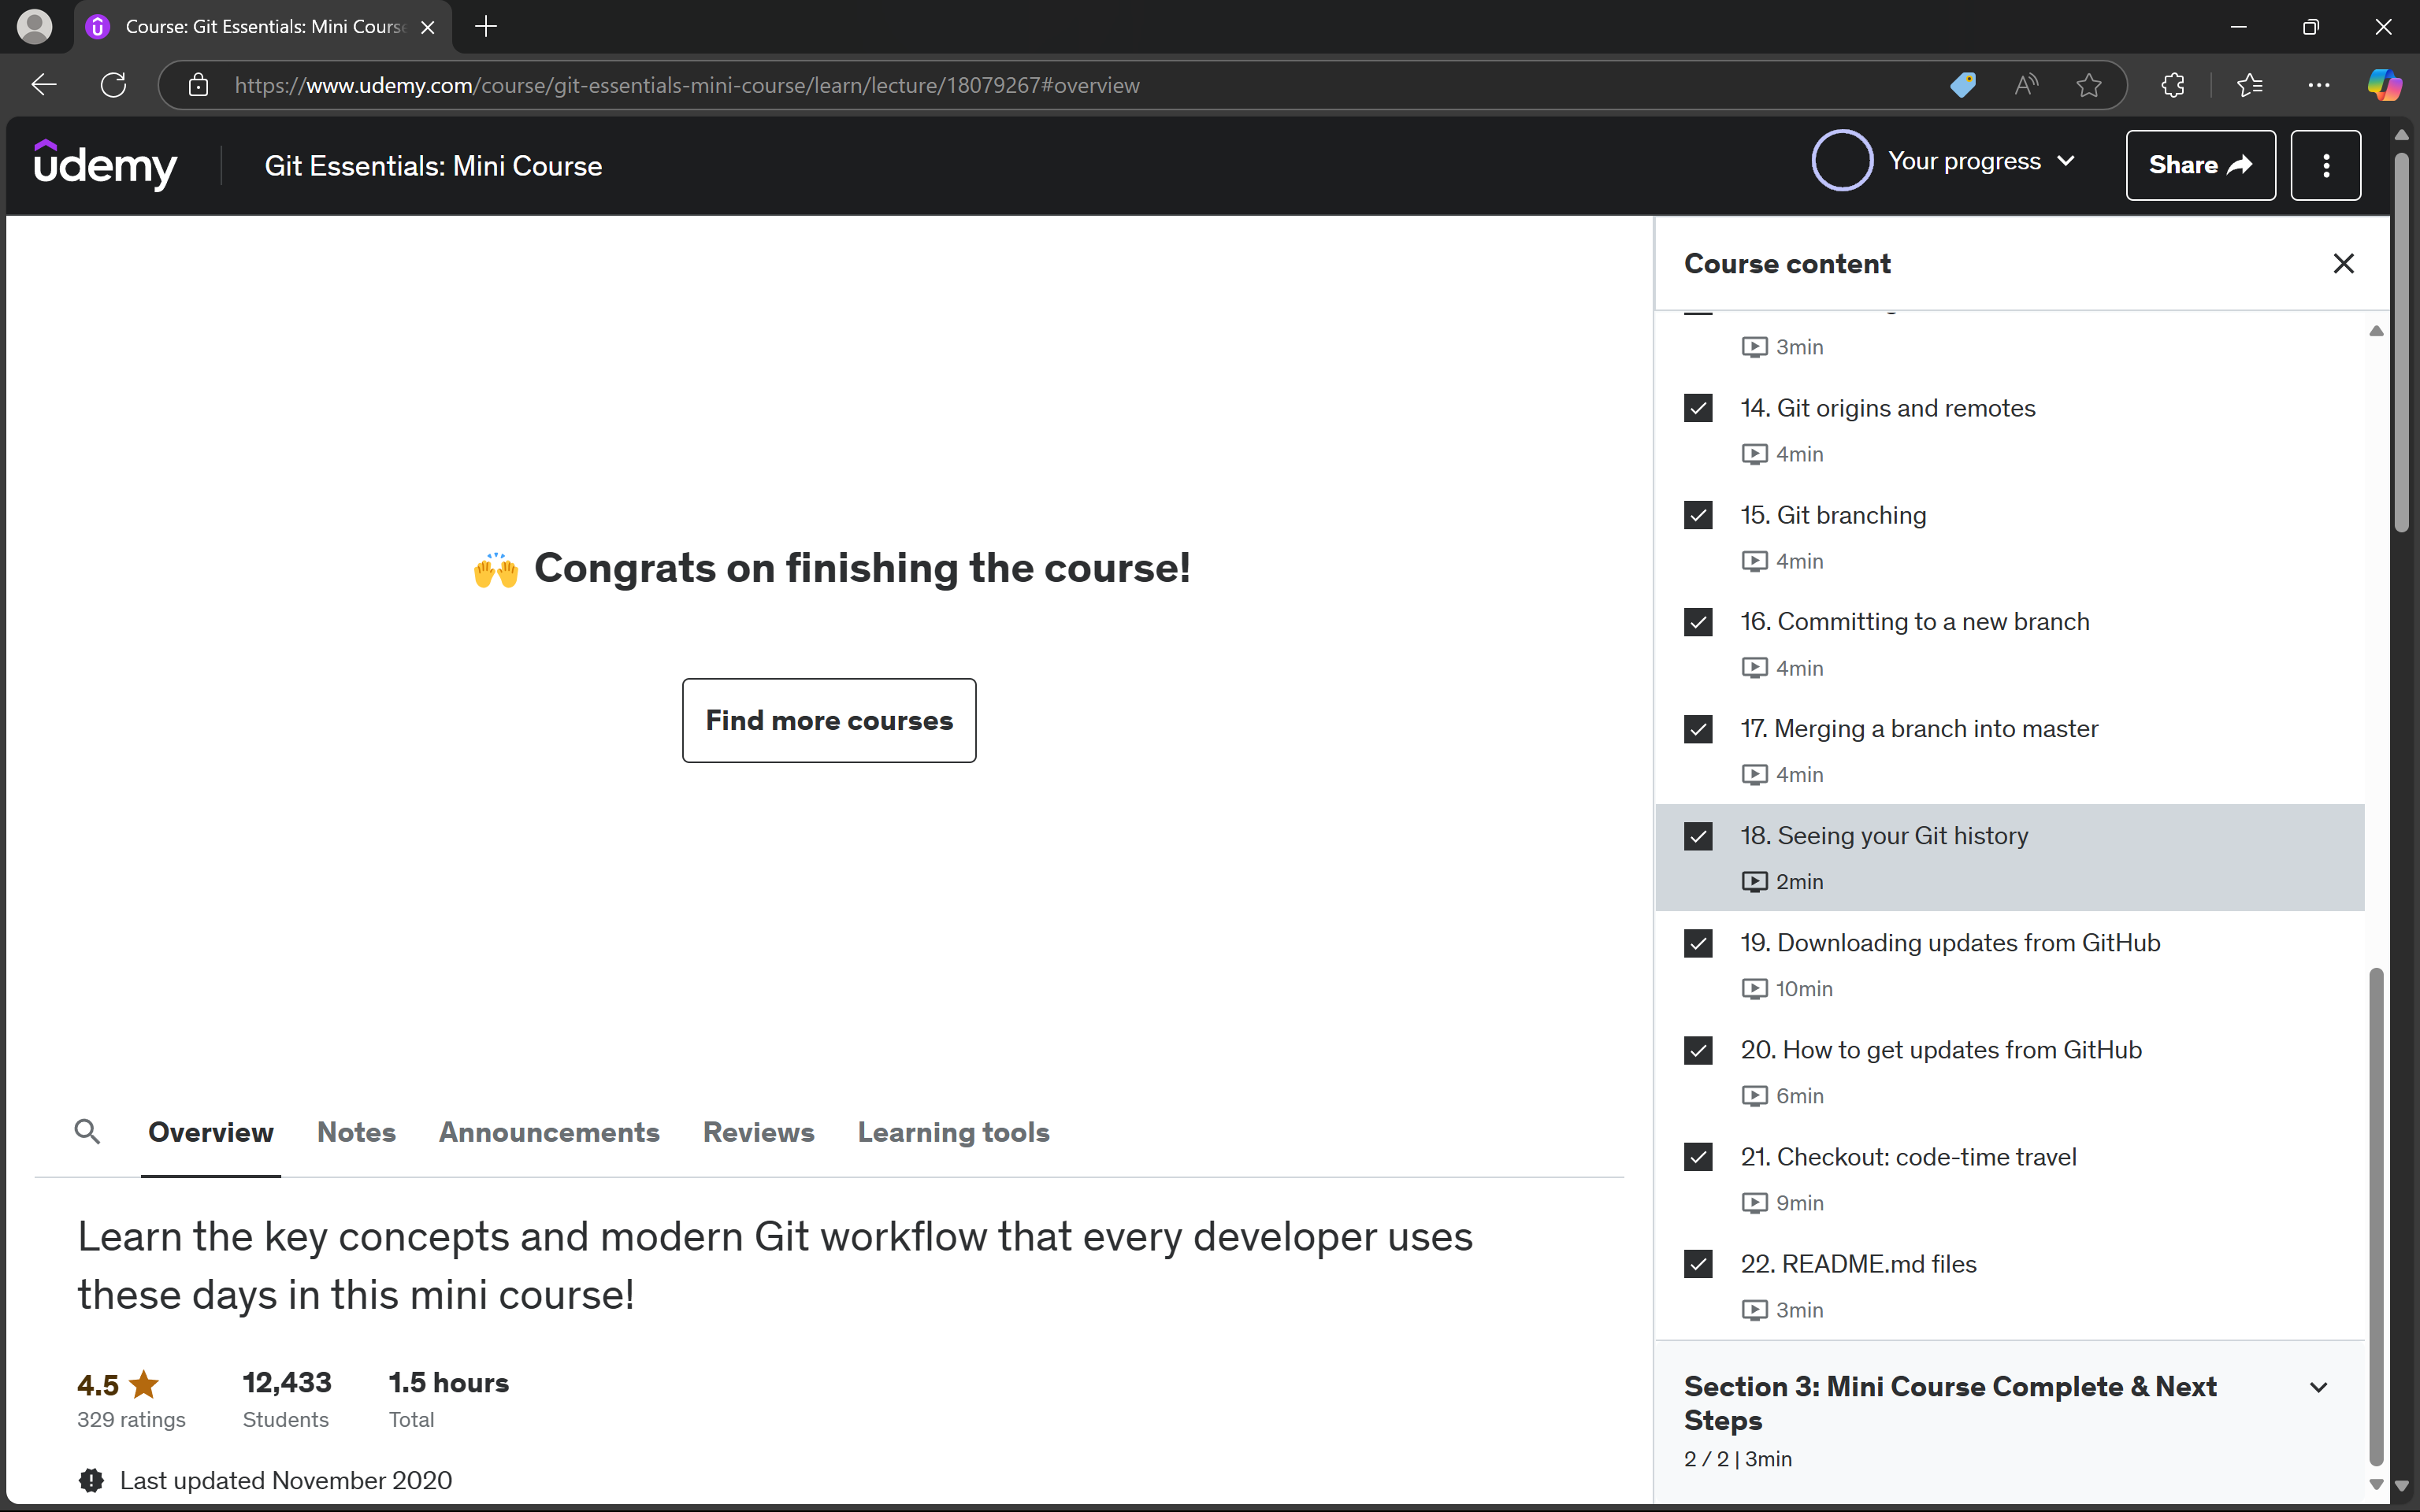 Course: Git Essentials: Mini Course
https://www.udemy.com/course/git-essentials-mini-course/learn/lecture/18079267#overview
udemy
Git Essentials: Mini Course
Your progress
Share
Course content
3min
14. Git origins and remotes
4min
15. Git branching
4min
16. Committing to a new branch
4min
17. Merging a branch into master
4min
18. Seeing your Git history
2min
19. Downloading updates from GitHub
10min
20. How to get updates from GitHub
6min
21. Checkout: code-time travel
9min
22. README.md files
3min
Section 3: Mini Course Complete & Next
Steps
2 / 2 | 3min
🙌 Congrats on finishing the course!
Find more courses
Overview
Notes
Announcements
Reviews
Learning tools
Learn the key concepts and modern Git workflow that every developer uses
these days in this mini course!
4.5
329 ratings
12,433
Students
1.5 hours
Total
Last updated November 2020